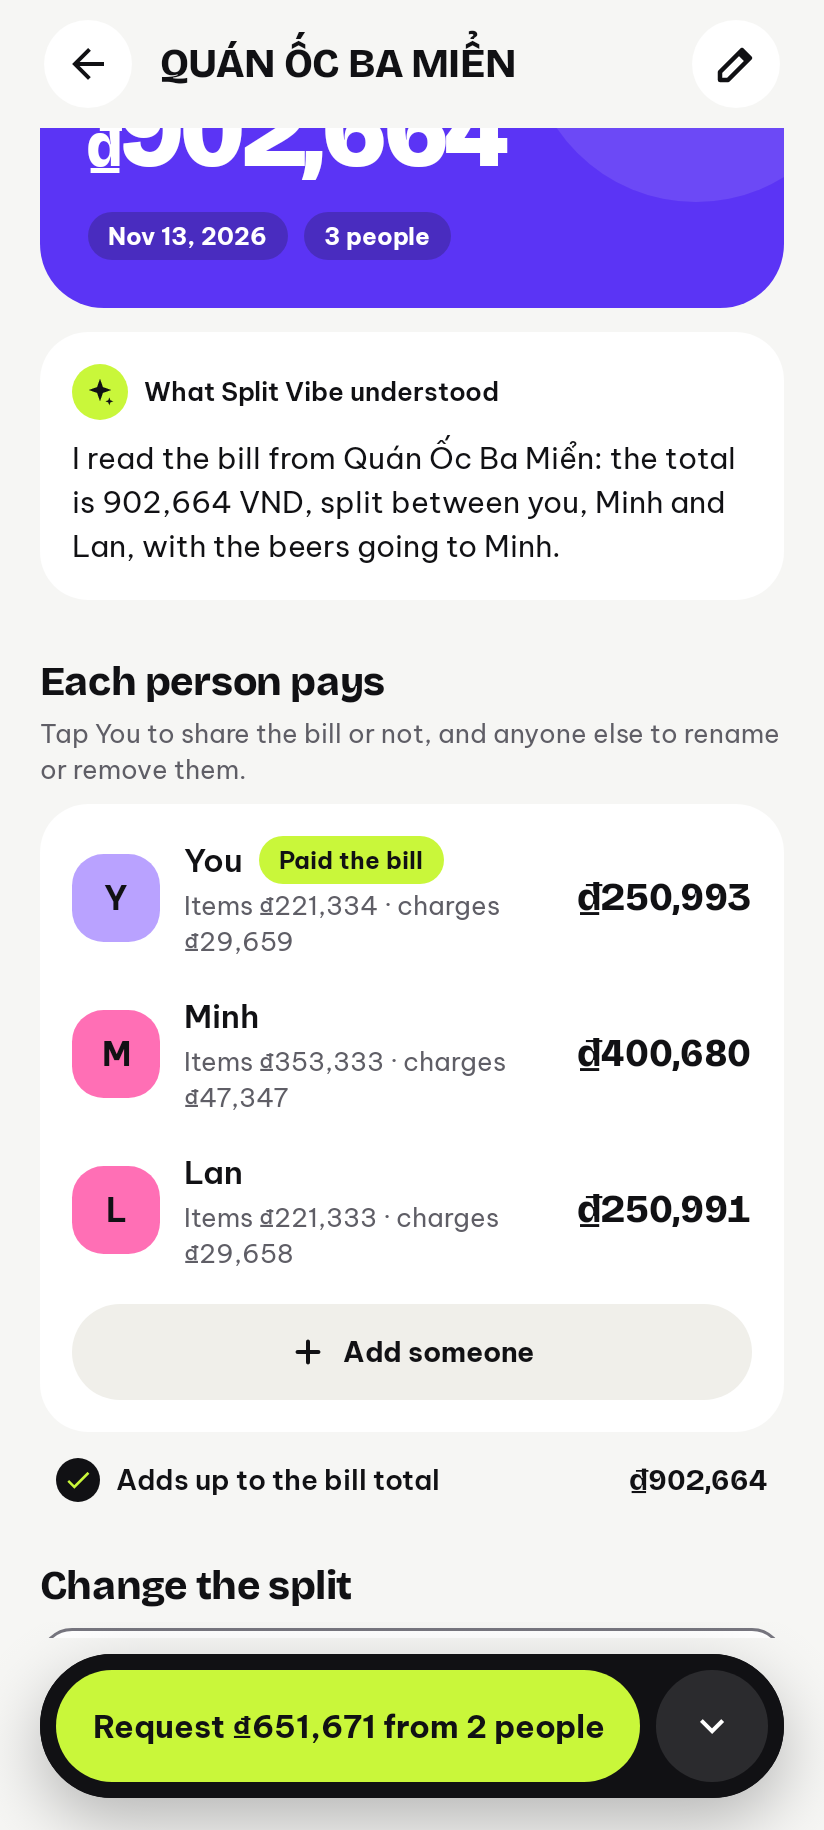 QUÁN ỐC BA MIỀN
₫902,664
Nov 13, 2026
3 people
What Split Vibe understood
I read the bill from Quán Ốc Ba Miển: the total
is 902,664 VND, split between you, Minh and
Lan, with the beers going to Minh.
Each person pays
Tap You to share the bill or not, and anyone else to rename
or remove them.
Y
You
Paid the bill
Items ₫221,334 · charges
₫29,659
₫250,993
M
Minh
Items ₫353,333 · charges
₫47,347
₫400,680
L
Lan
Items ₫221,333 · charges
₫29,658
₫250,991
Add someone
Adds up to the bill total
₫902,664
Change the split
Request ₫651,671 from 2 people